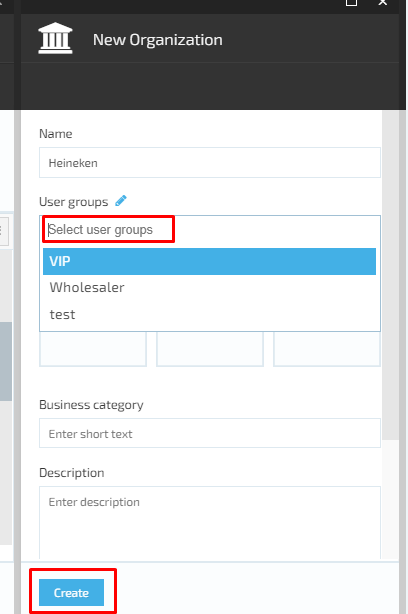 New Organization
Name
Heineken
User groups
Select user groups
VIP
Wholesaler
test
Business category
Enter short text
Description
Enter description
Create